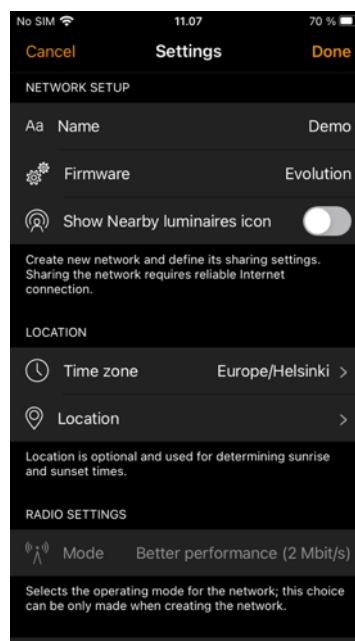 No SIM 11.07 70 %
Cancel Settings Done
NETWORK SETUP
Aa Name Demo
Firmware Evolution
Show Nearby luminaires icon
Create new network and define its sharing settings.
Sharing the network requires reliable Internet
connection.
LOCATION
Time zone Europe/Helsinki >
Location >
Location is optional and used for determining sunrise
and sunset times.
RADIO SETTINGS
Mode Better performance (2 Mbit/s)
Selects the operating mode for the network; this choice
can be only made when creating the network.